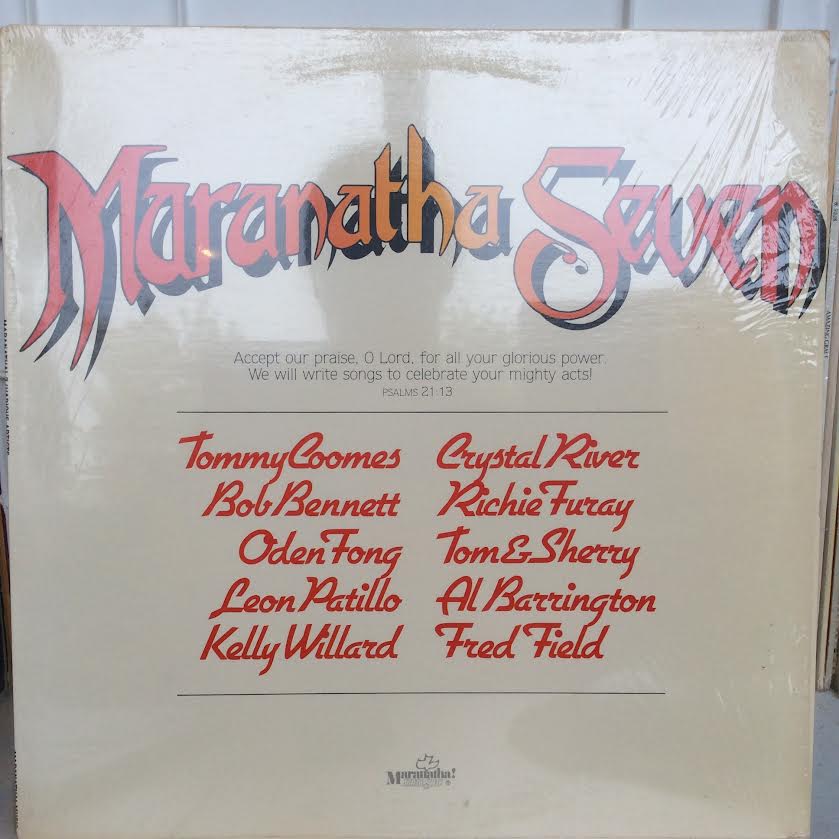 Maranatha Seven
Accept our praise, O Lord, for all your glorious power.
We will write songs to celebrate your mighty acts!
PSALMS 21:13
Tommy Coomes
Bob Bennett
Oden Fong
Leon Patillo
Kelly Willard
Crystal River
Richie Furay
Tom & Sherry
Al Barrington
Fred Field
Maranatha!